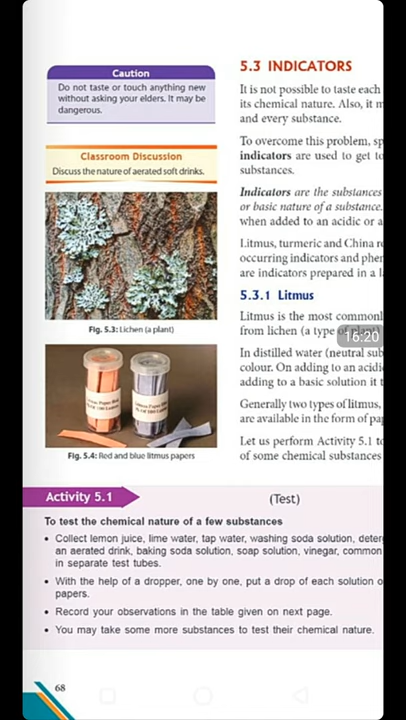 Caution
Do not taste or touch anything new
without asking your elders. It may be
dangerous.
Classroom Discussion
Discuss the nature of aerated soft drinks.
Fig. 5.3: Lichen (a plant)
Fig. 5.4: Red and blue litmus papers
5.3 INDICATORS
It is not possible to taste each
its chemical nature. Also, it m
and every substance.
To overcome this problem, sp
indicators are used to get to
substances.
Indicators are the substances
or basic nature of a substance.
when added to an acidic or a
Litmus, turmeric and China r
occurring indicators and phen
are indicators prepared in a l
5.3.1 Litmus
Litmus is the most commonl
from lichen (a type of plant)
16:20
In distilled water (neutral sub
colour. On adding to an acidi
adding to a basic solution it t
Generally two types of litmus,
are available in the form of pap
Let us perform Activity 5.1 to
of some chemical substances
Activity 5.1
(Test)
To test the chemical nature of a few substances
• Collect lemon juice, lime water, tap water, washing soda solution, deter
an aerated drink, baking soda solution, soap solution, vinegar, common
in separate test tubes.
• With the help of a dropper, one by one, put a drop of each solution o
papers.
• Record your observations in the table given on next page.
• You may take some more substances to test their chemical nature.
68